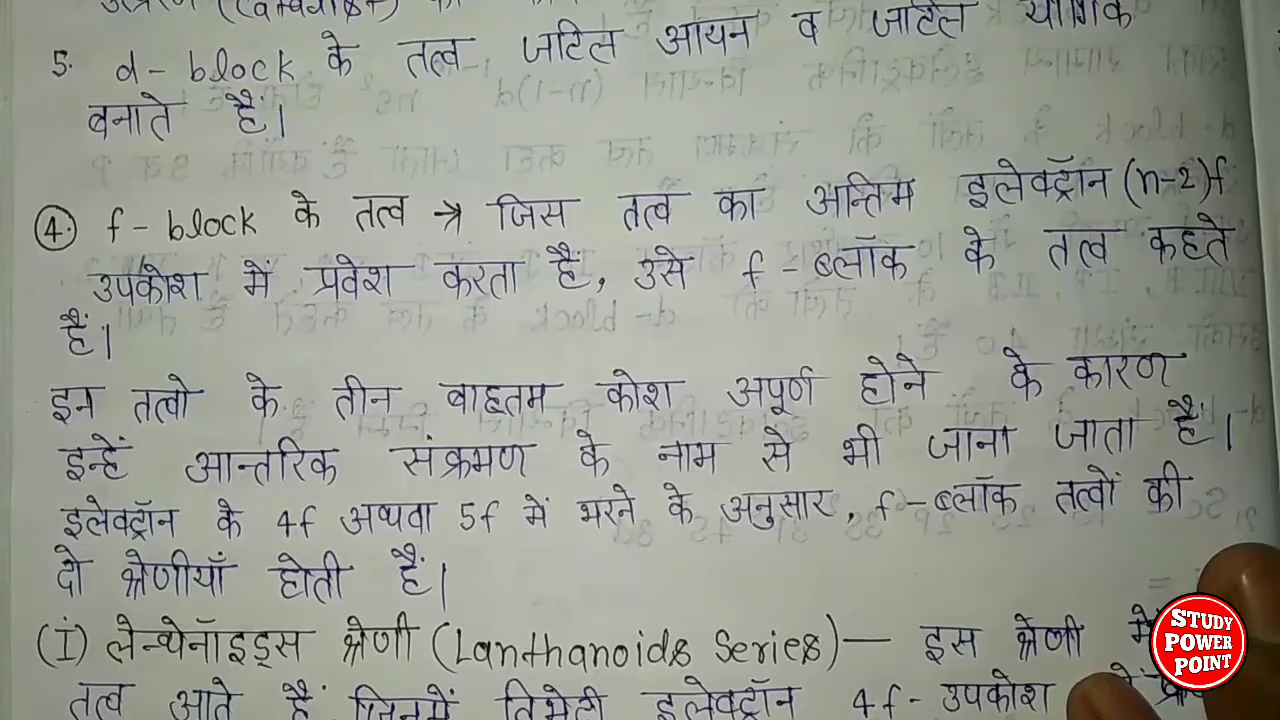 5. d-block के तत्व, जटिल आयन व जटिल यौगिक
बनाते हैं।
④. f-block के तत्व → जिस तत्व का अन्तिम इलेक्ट्रॉन (n-2)f
उपकोश में प्रवेश करता है, उसे f-ब्लॉक के तत्व कहते
हैं।
इन तत्वो के तीन बाह्रतम कोश अपूर्ण होने के कारण
इन्हें आन्तरिक संक्रमण के नाम से भी जाना जाता है।
इलेक्ट्रॉन के 4f अथवा 5f में भरने के अनुसार, f-ब्लॉक तत्वों की
दो श्रेणीयाँ होती हैं।
(I) लेन्थेनॉइड्स श्रेणी (Lanthanoids Series)— इस श्रेणी में
तत्व आते हैं जिनमें इलेक्ट्रॉन 4f-उपकोश
STUDY
POWER
POINT